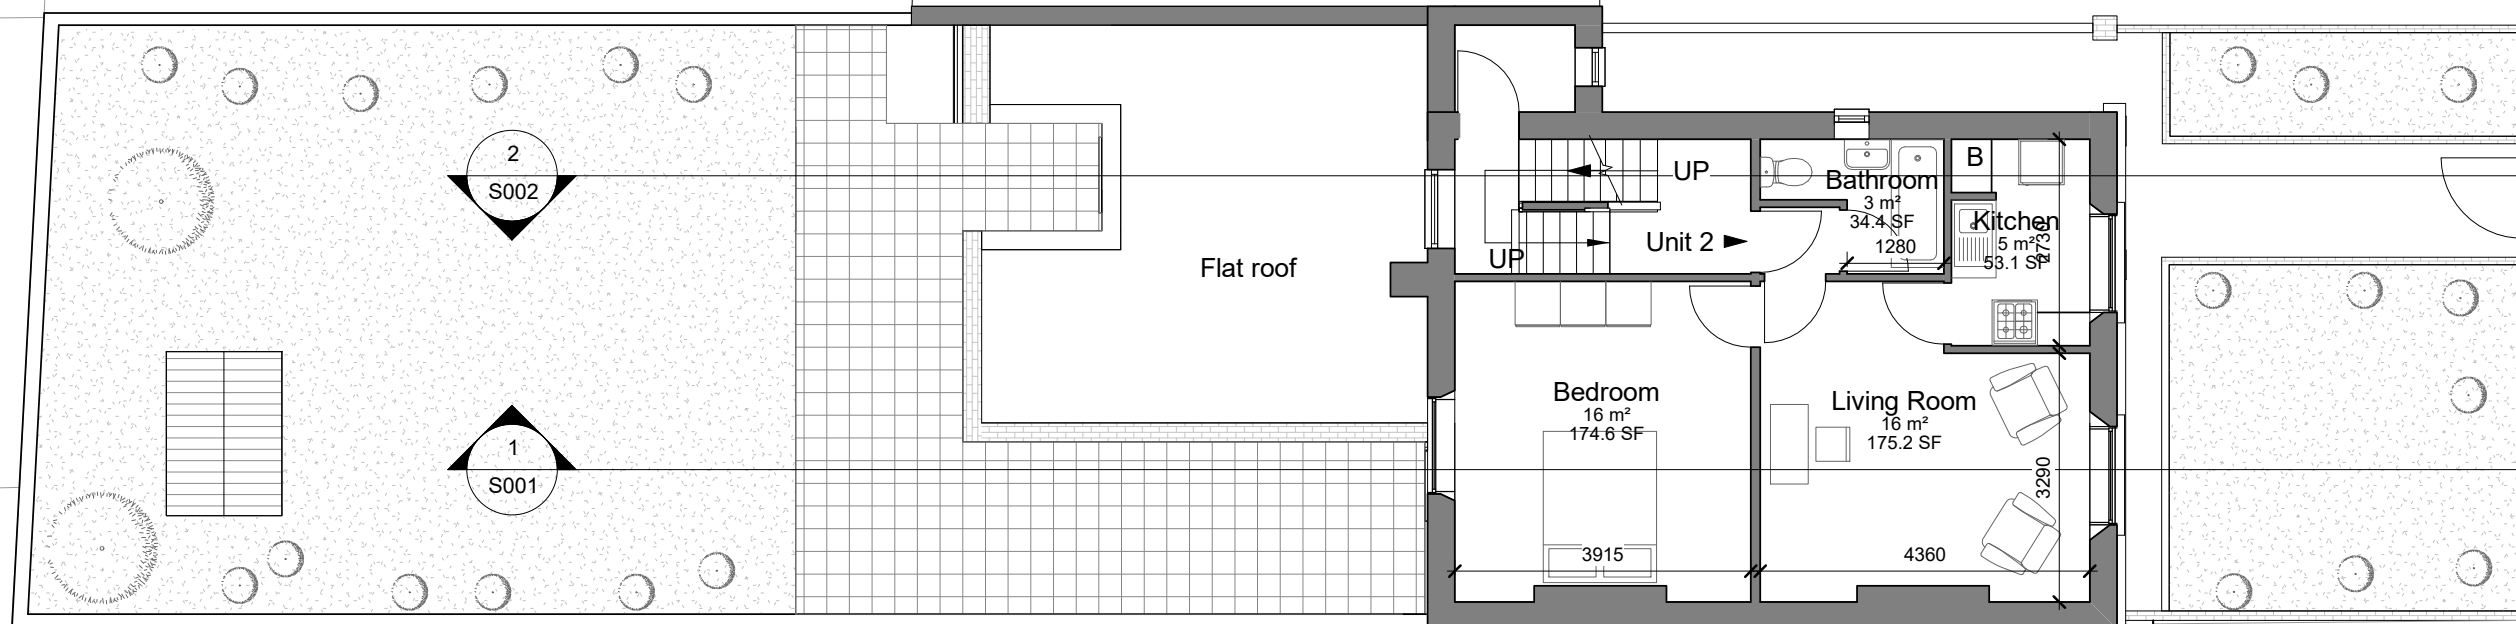 2
S002
1
S001
Flat roof
UP
UP
Unit 2
Bathroom
3 m²
34.4 SF
1280
B
Kitchen
5 m²
53.1 SF
2730
Bedroom
16 m²
174.6 SF
3915
Living Room
16 m²
175.2 SF
3290
4360